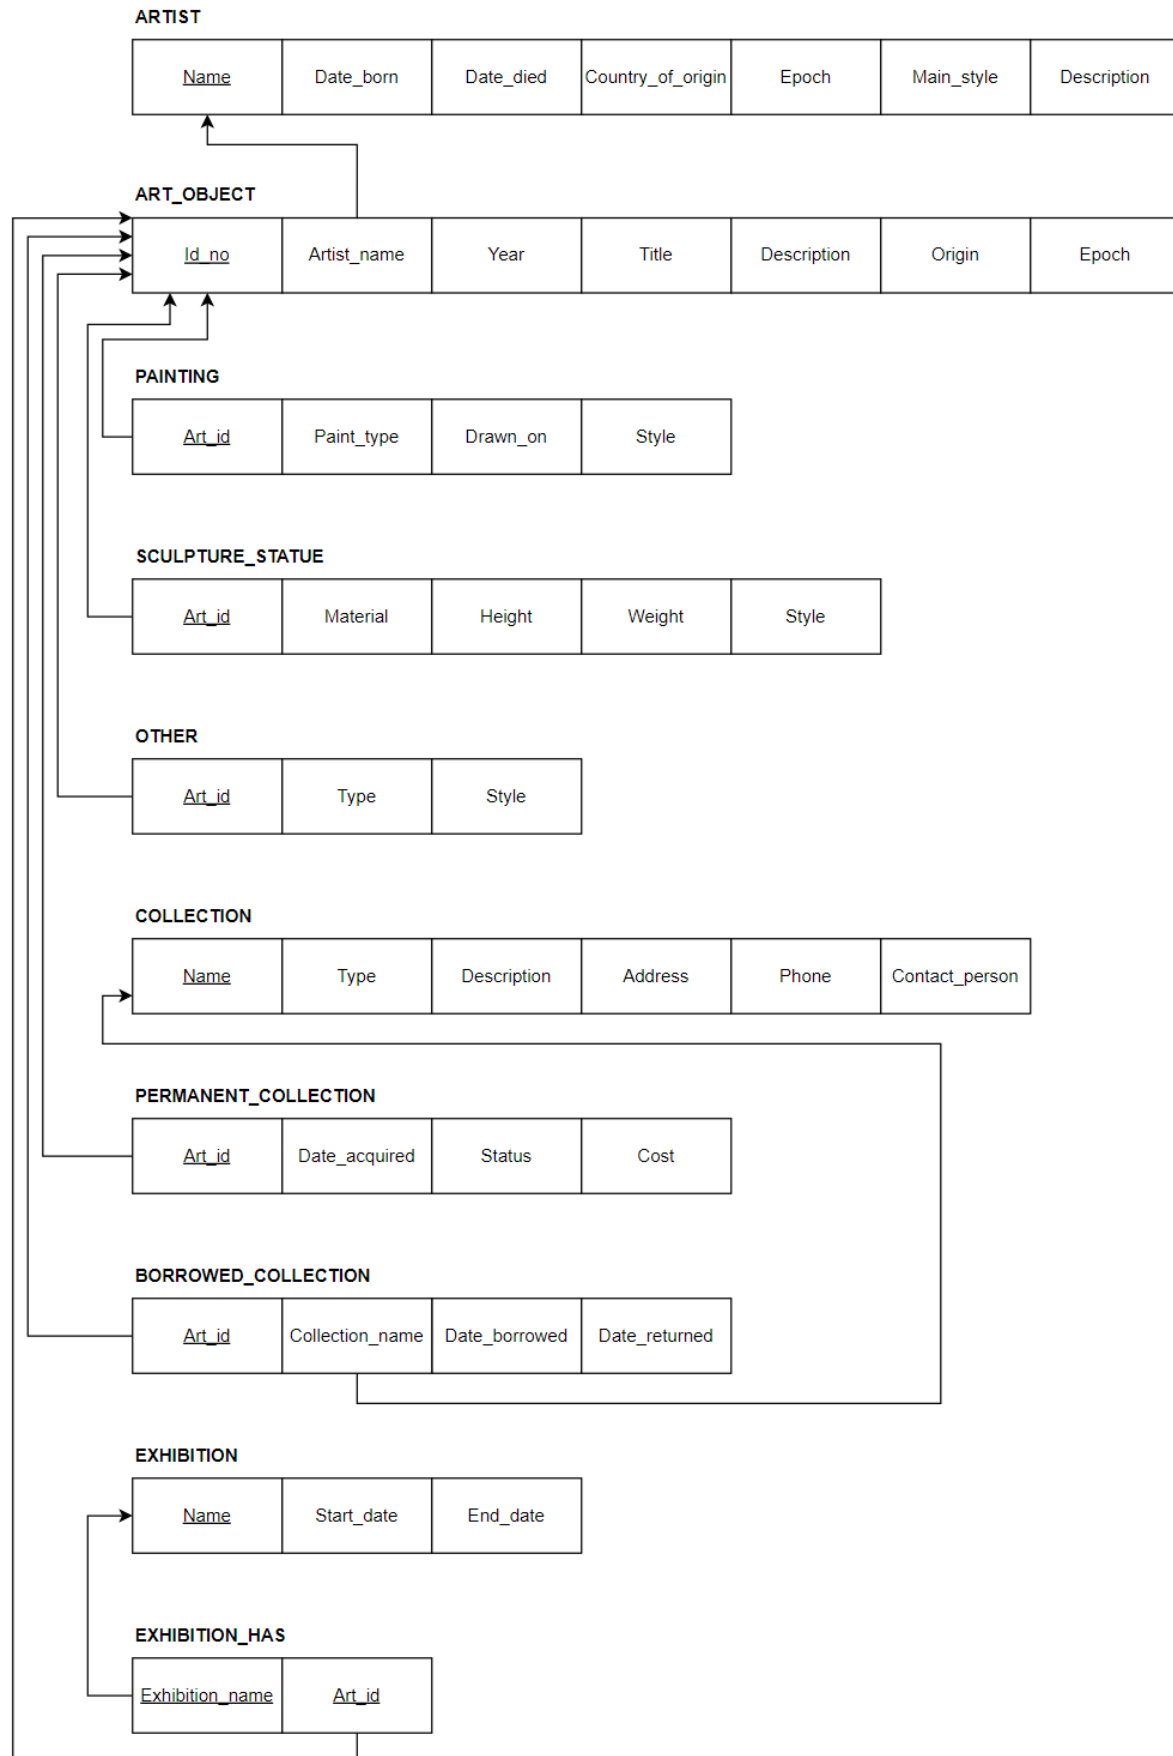 ARTIST
Name Date_born Date_died Country_of_origin Epoch Main_style Description
ART_OBJECT
Id_no Artist_name Year Title Description Origin Epoch
PAINTING
Art_id Paint_type Drawn_on Style
SCULPTURE_STATUE
Art_id Material Height Weight Style
OTHER
Art_id Type Style
COLLECTION
Name Type Description Address Phone Contact_person
PERMANENT_COLLECTION
Art_id Date_acquired Status Cost
BORROWED_COLLECTION
Art_id Collection_name Date_borrowed Date_returned
EXHIBITION
Name Start_date End_date
EXHIBITION_HAS
Exhibition_name Art_id